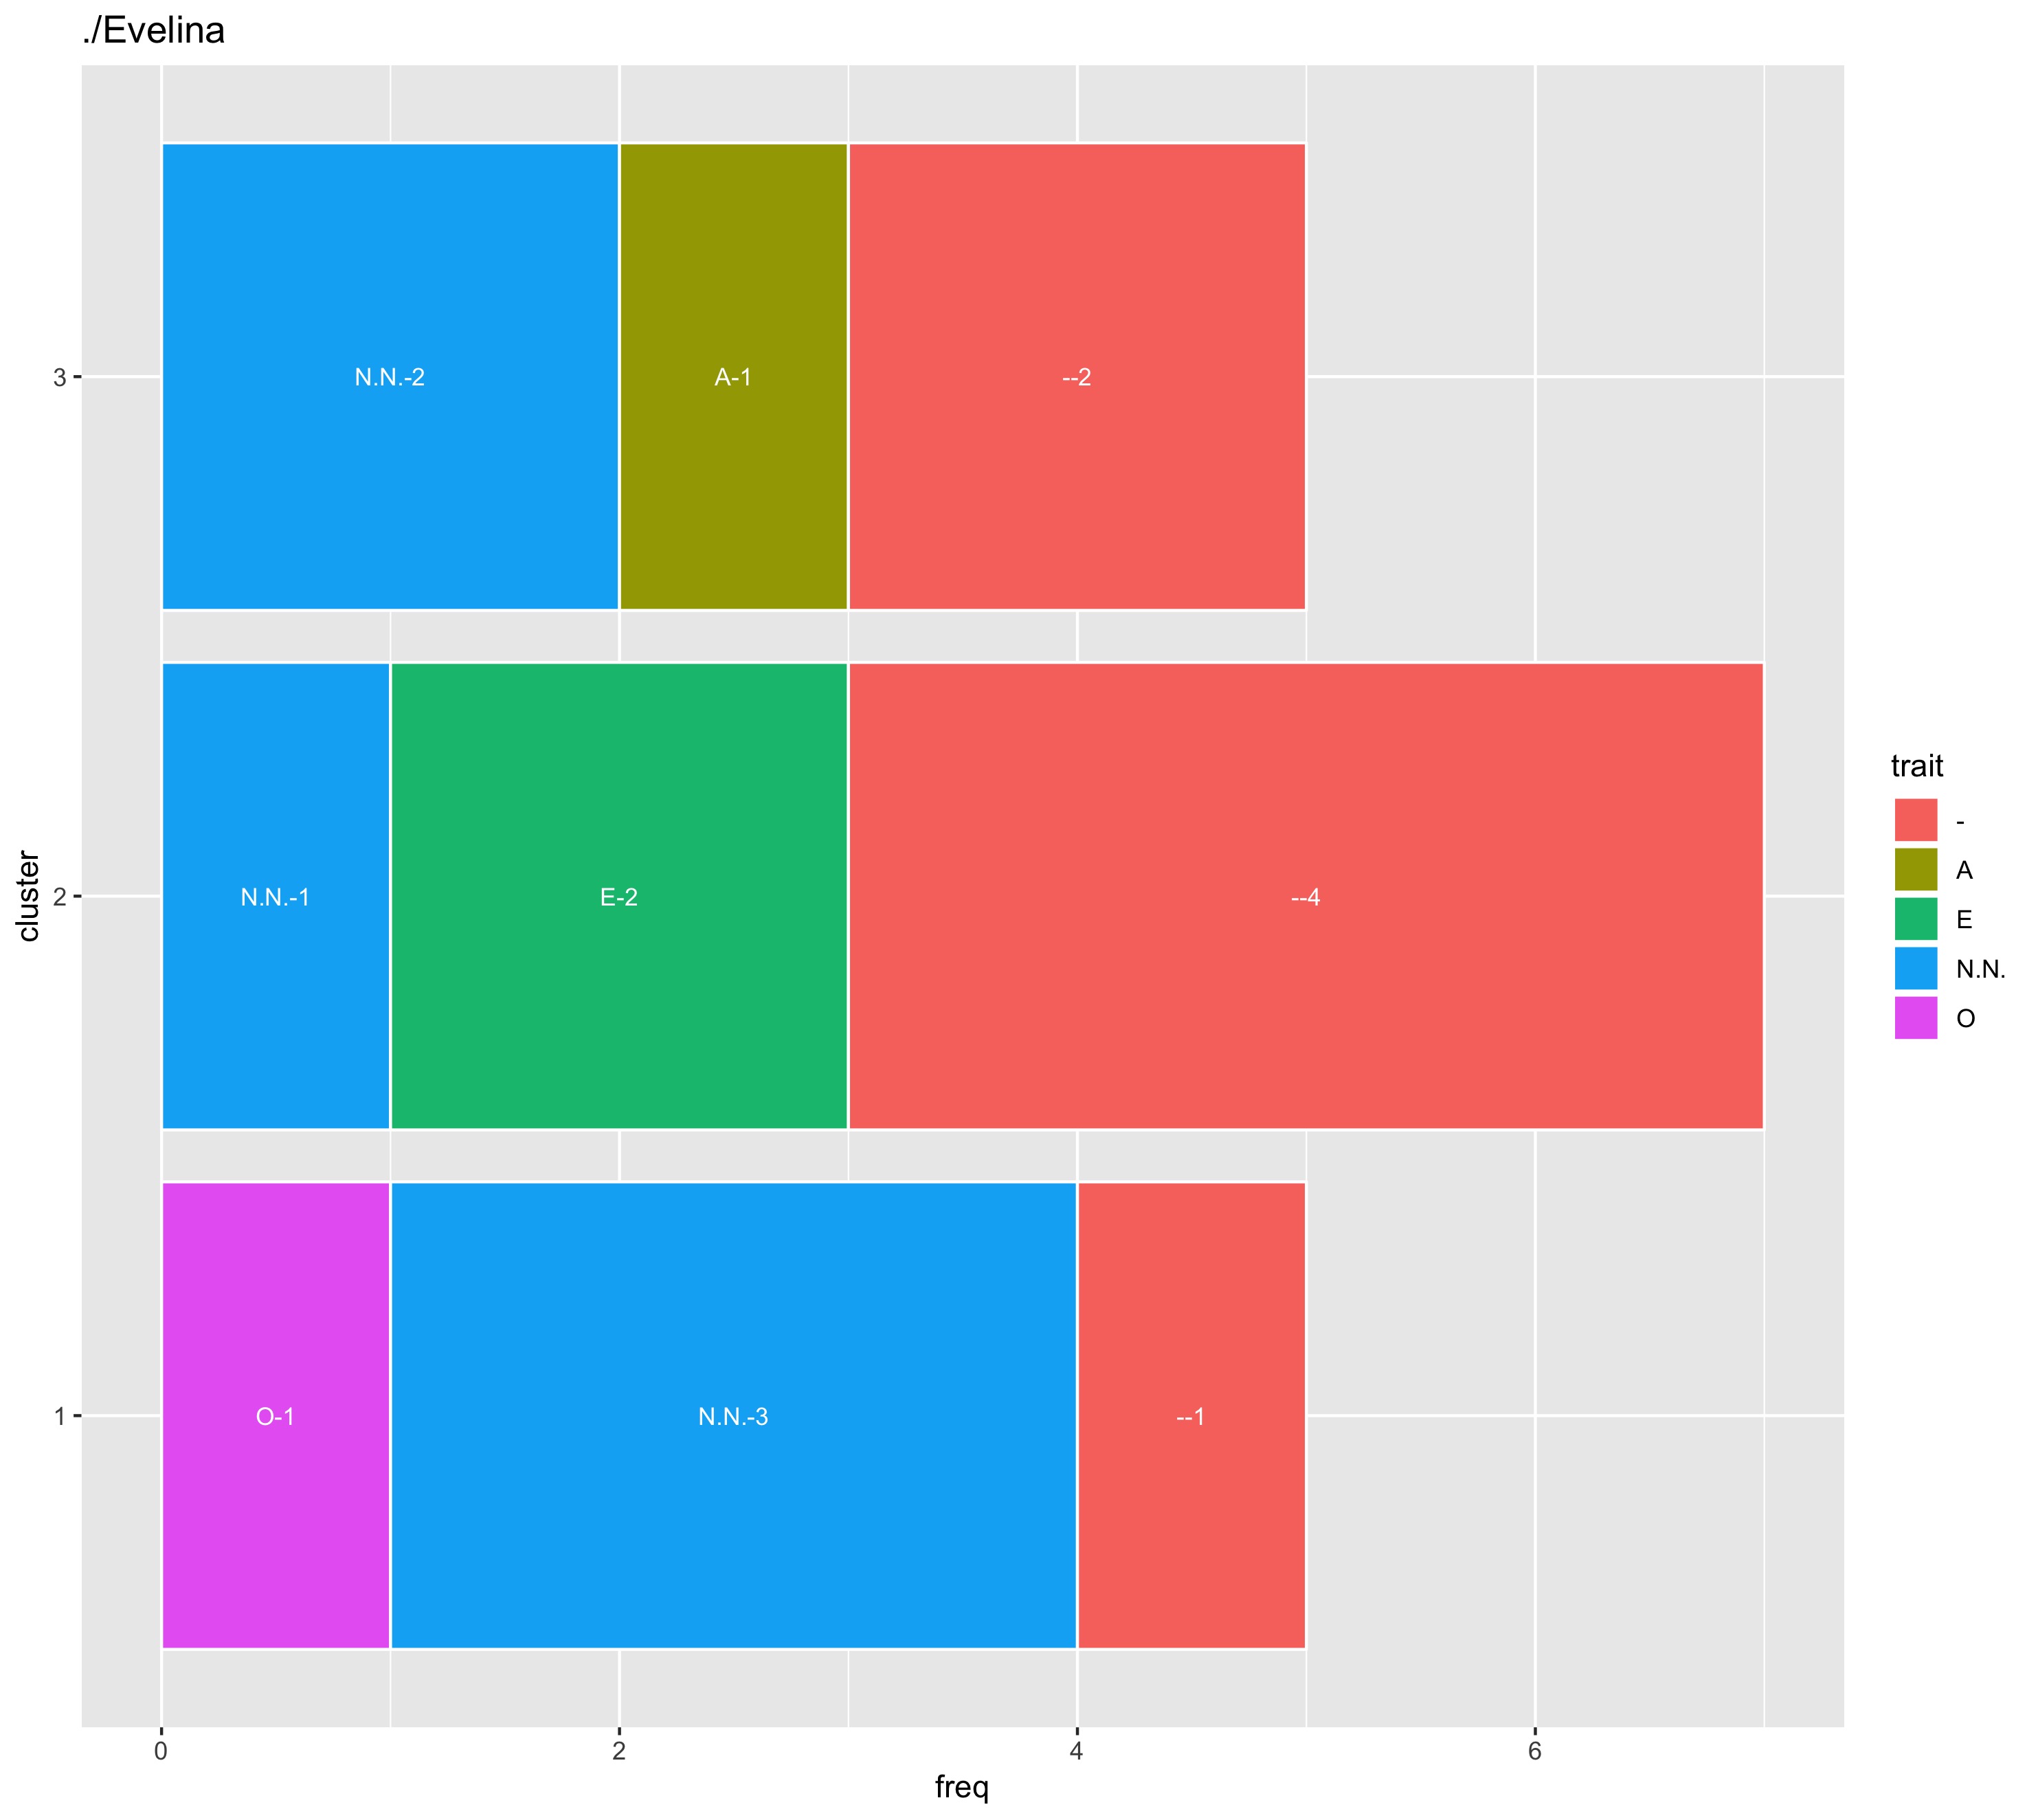 ./Evelina
3
N.N.-2
A-1
--2
cluster
2
N.N.-1
E-2
--4
1
O-1
N.N.-3
--1
0
2
4
6
freq
trait
-
A
E
N.N.
O